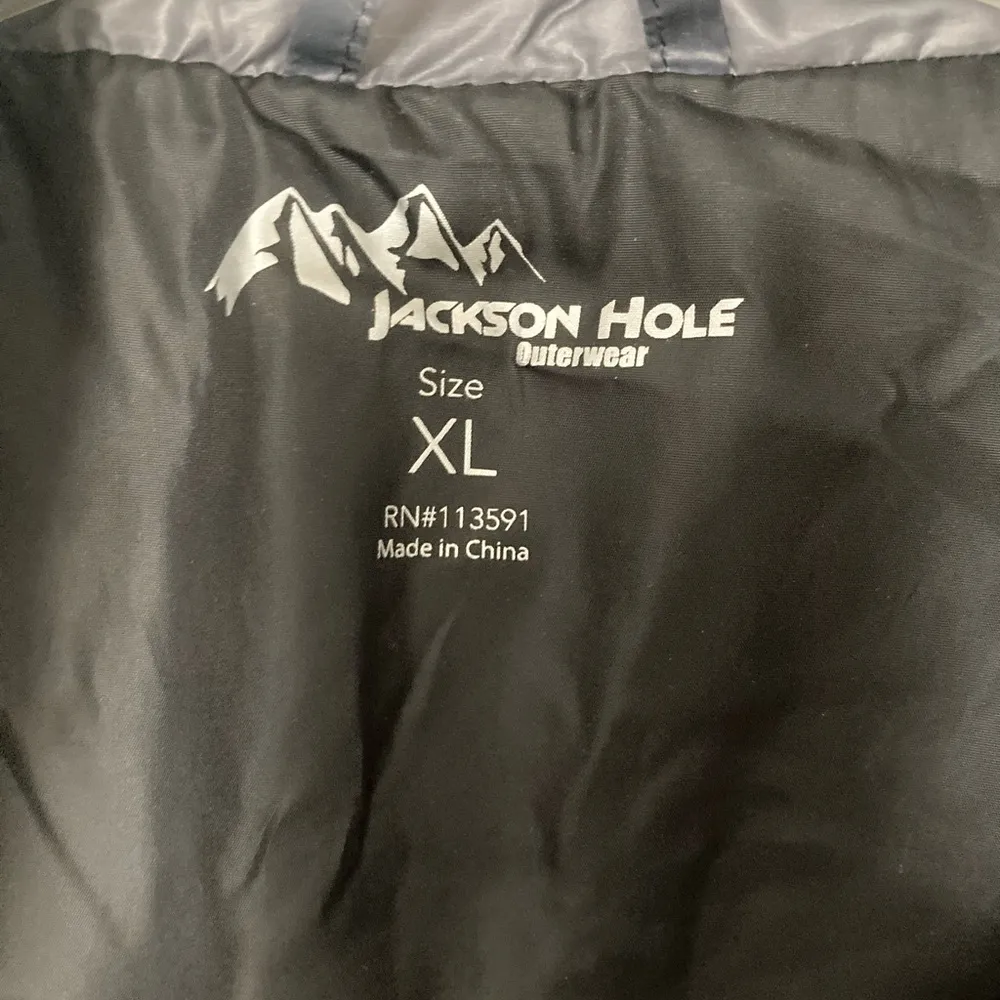 JACKSON HOLE
Outerwear
Size
XL
RN#113591
Made in China